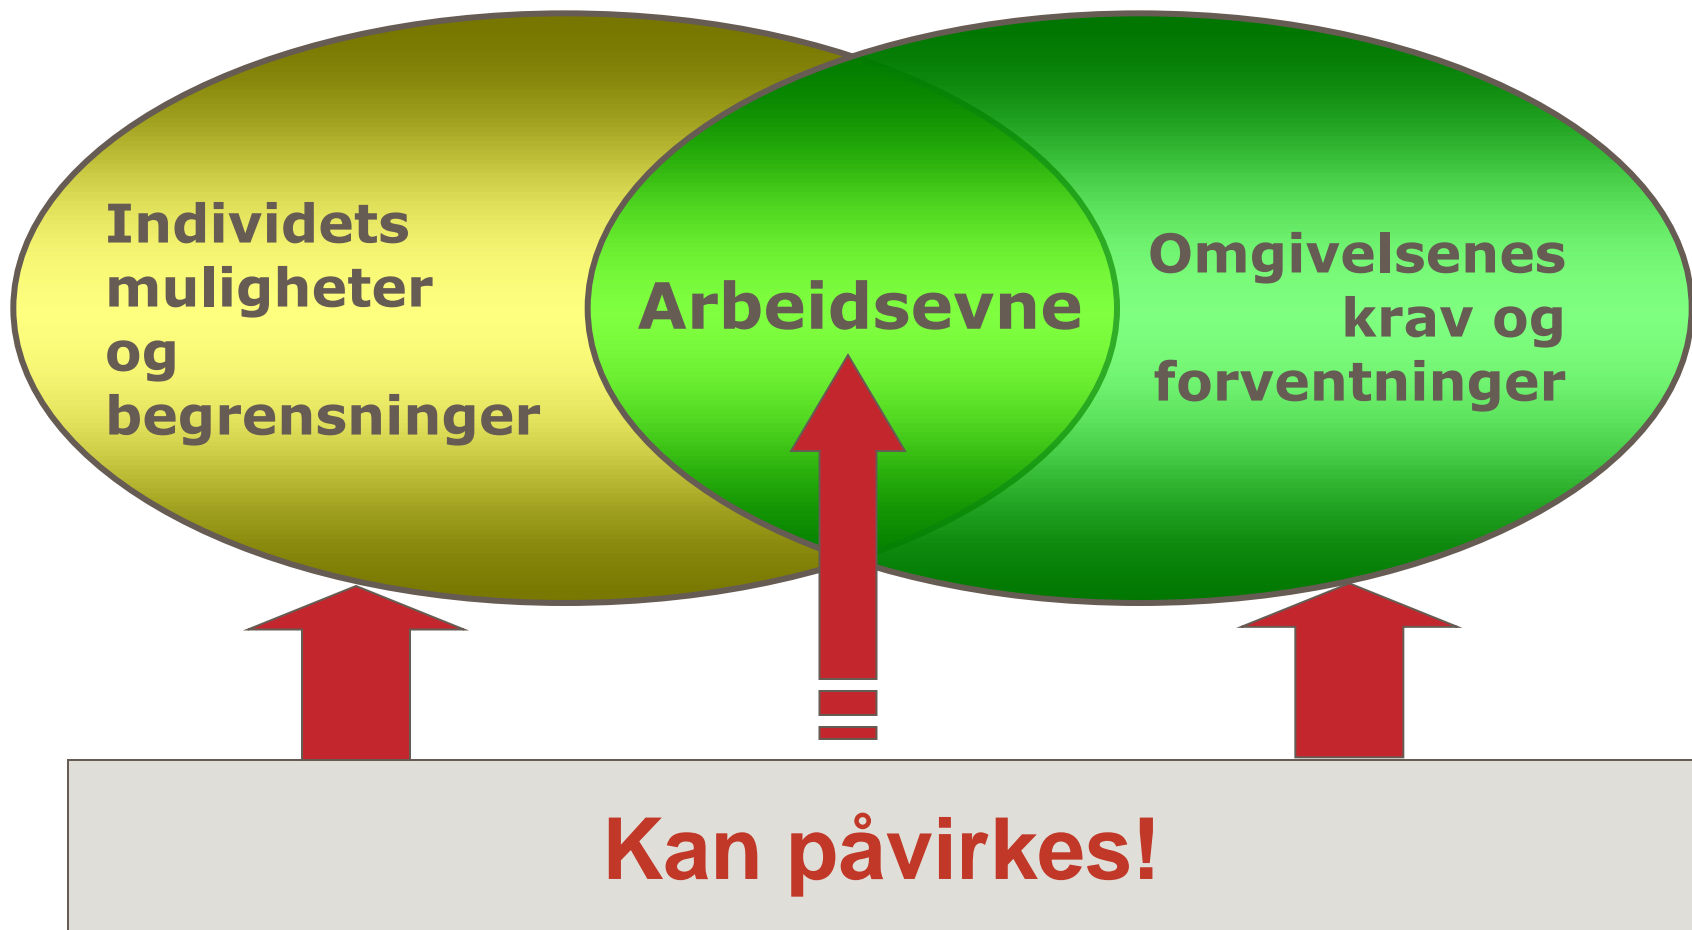 Individets
muligheter
og
begrensninger
Arbeidsevne
Omgivelsenes
krav og
forventninger
Kan påvirkes!